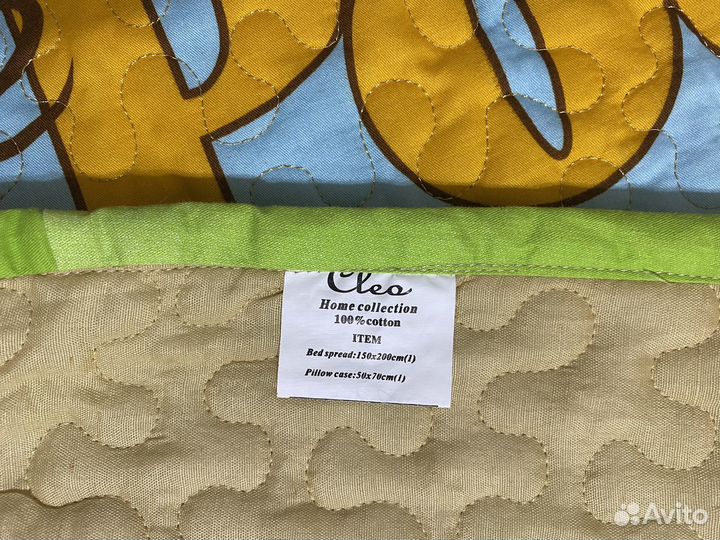 Cleo
Home collection
100%cotton
ITEM
Bed spread:150x200cm(1)
Pillow case:50x70cm(1)
Avito